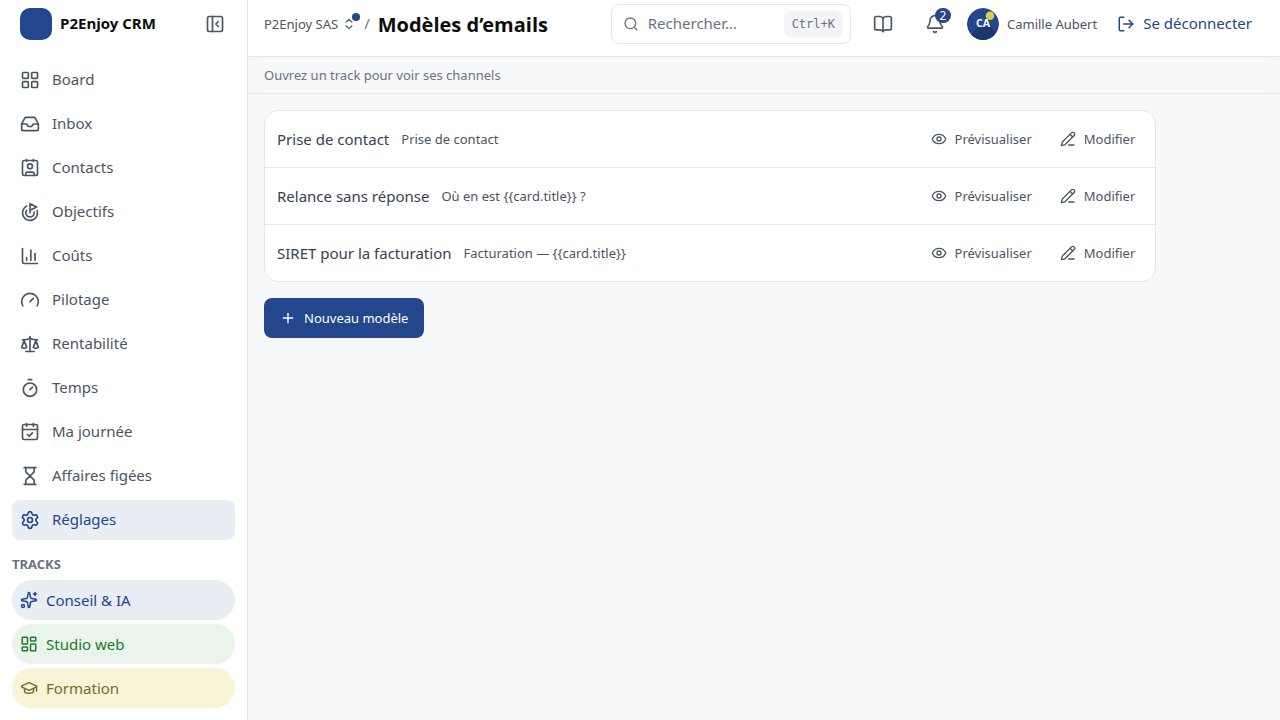 P2Enjoy CRM
Board
Inbox
Contacts
Objectifs
Coûts
Pilotage
Rentabilité
Temps
Ma journée
Affaires figées
Réglages
TRACKS
Conseil & IA
Studio web
Formation
P2Enjoy SAS / Modèles d’emails
Rechercher... Ctrl+K
2
CA Camille Aubert
Se déconnecter
Ouvrez un track pour voir ses channels
Prise de contact Prise de contact Prévisualiser Modifier
Relance sans réponse Où en est {{card.title}} ? Prévisualiser Modifier
SIRET pour la facturation Facturation — {{card.title}} Prévisualiser Modifier
Nouveau modèle